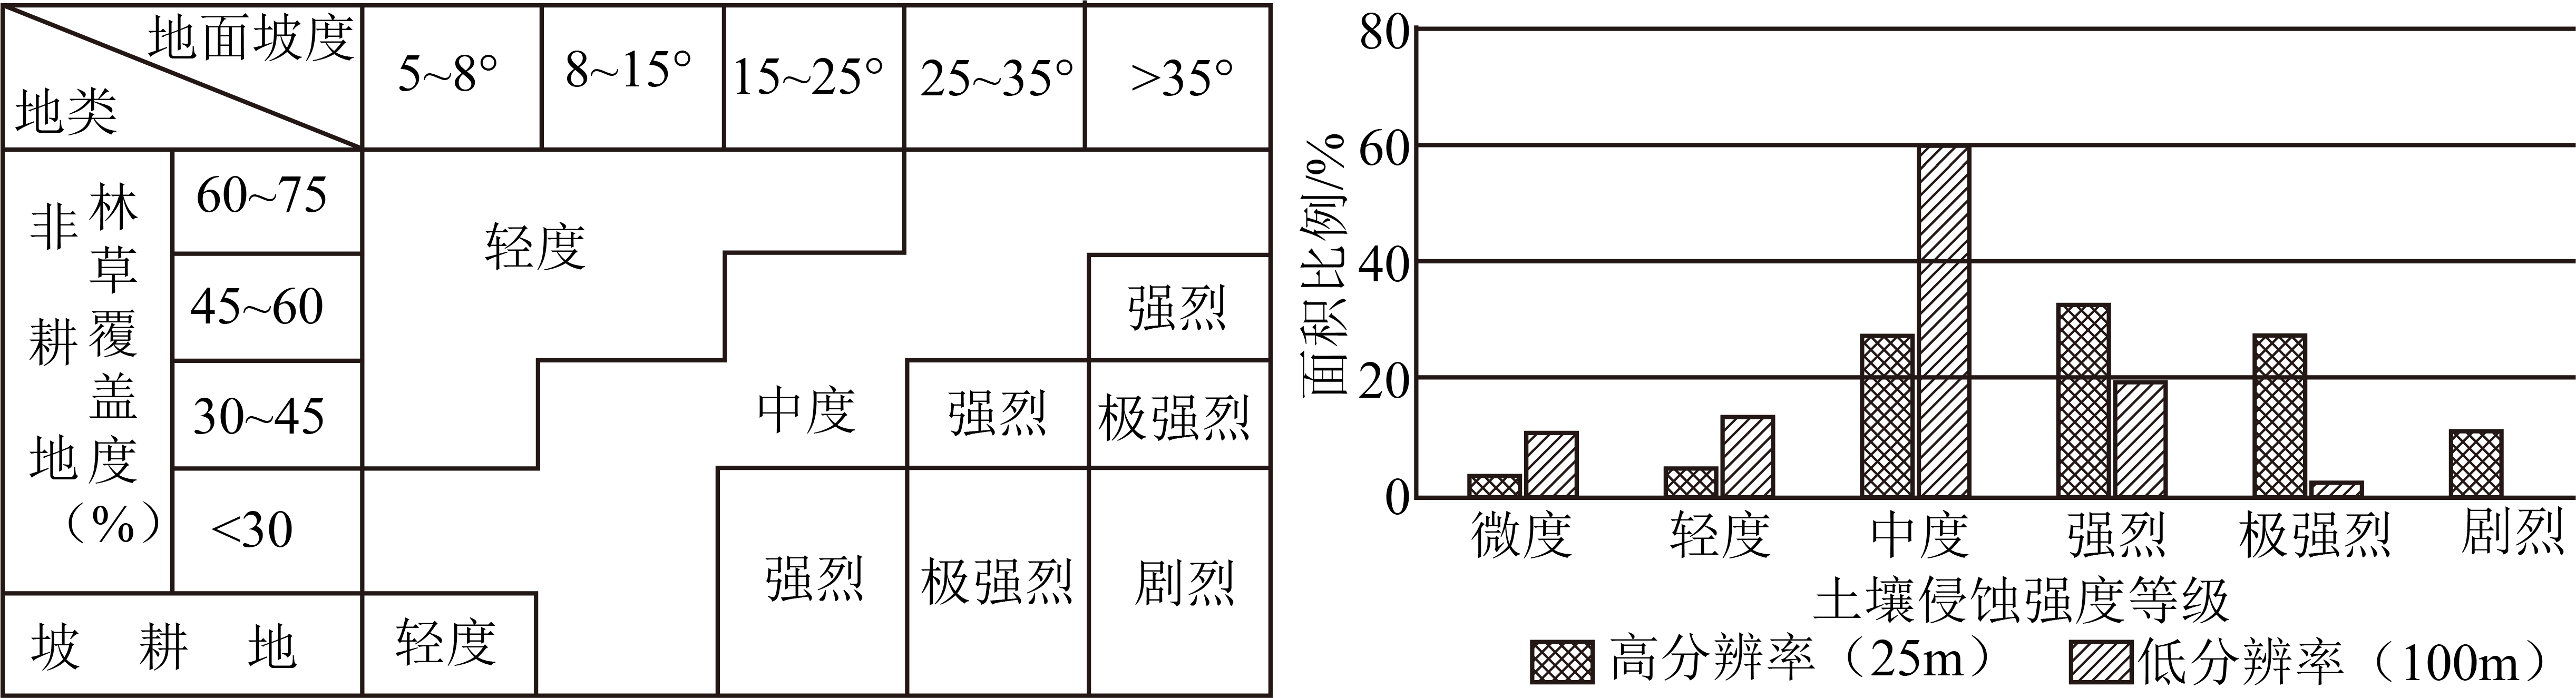 地面坡度
地类
5~8°
8~15°
15~25°
25~35°
>35°
非耕地
林草覆盖度
(%)
60~75
45~60
30~45
<30
轻度
强烈
中度
强烈
极强烈
强烈
极强烈
剧烈
坡耕地
轻度
面积比例/%
80
60
40
20
0
微度
轻度
中度
强烈
极强烈
剧烈
土壤侵蚀强度等级
高分辨率（25m）
低分辨率（100m）